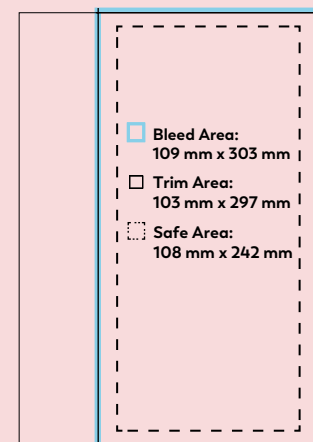 Bleed Area:
109 mm x 303 mm
Trim Area:
103 mm x 297 mm
Safe Area:
108 mm x 242 mm